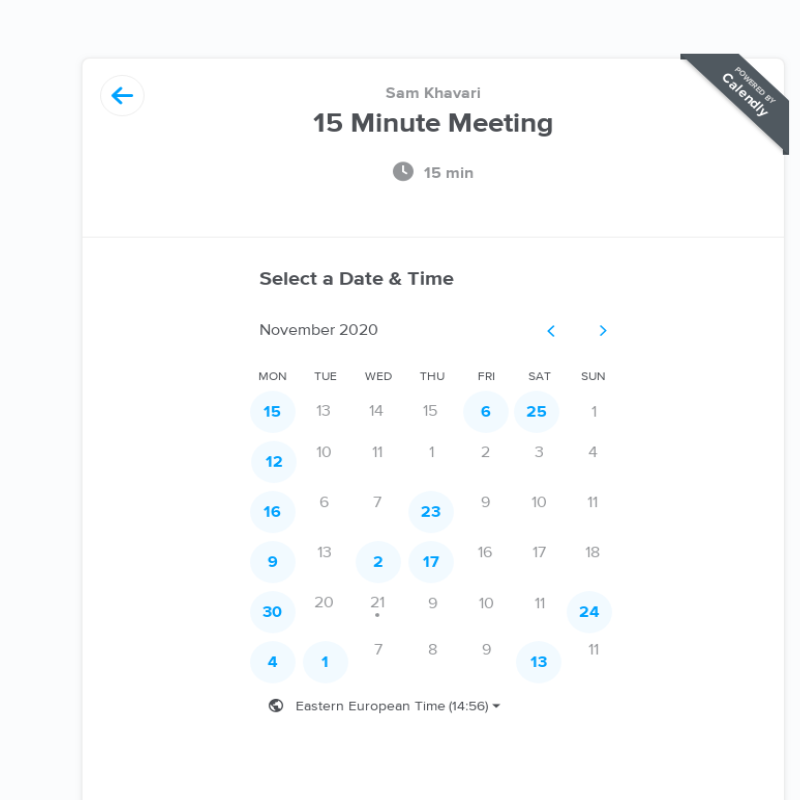 POWERED BY
Calendly
Sam Khavari
15 Minute Meeting
15 min
Select a Date & Time
November 2020
MON TUE WED THU FRI SAT SUN
15 13 14 15 6 25 1
12 10 11 1 2 3 4
16 6 7 23 9 10 11
9 13 2 17 16 17 18
30 20 21 9 10 11 24
4 1 7 8 9 13 11
Eastern European Time (14:56)